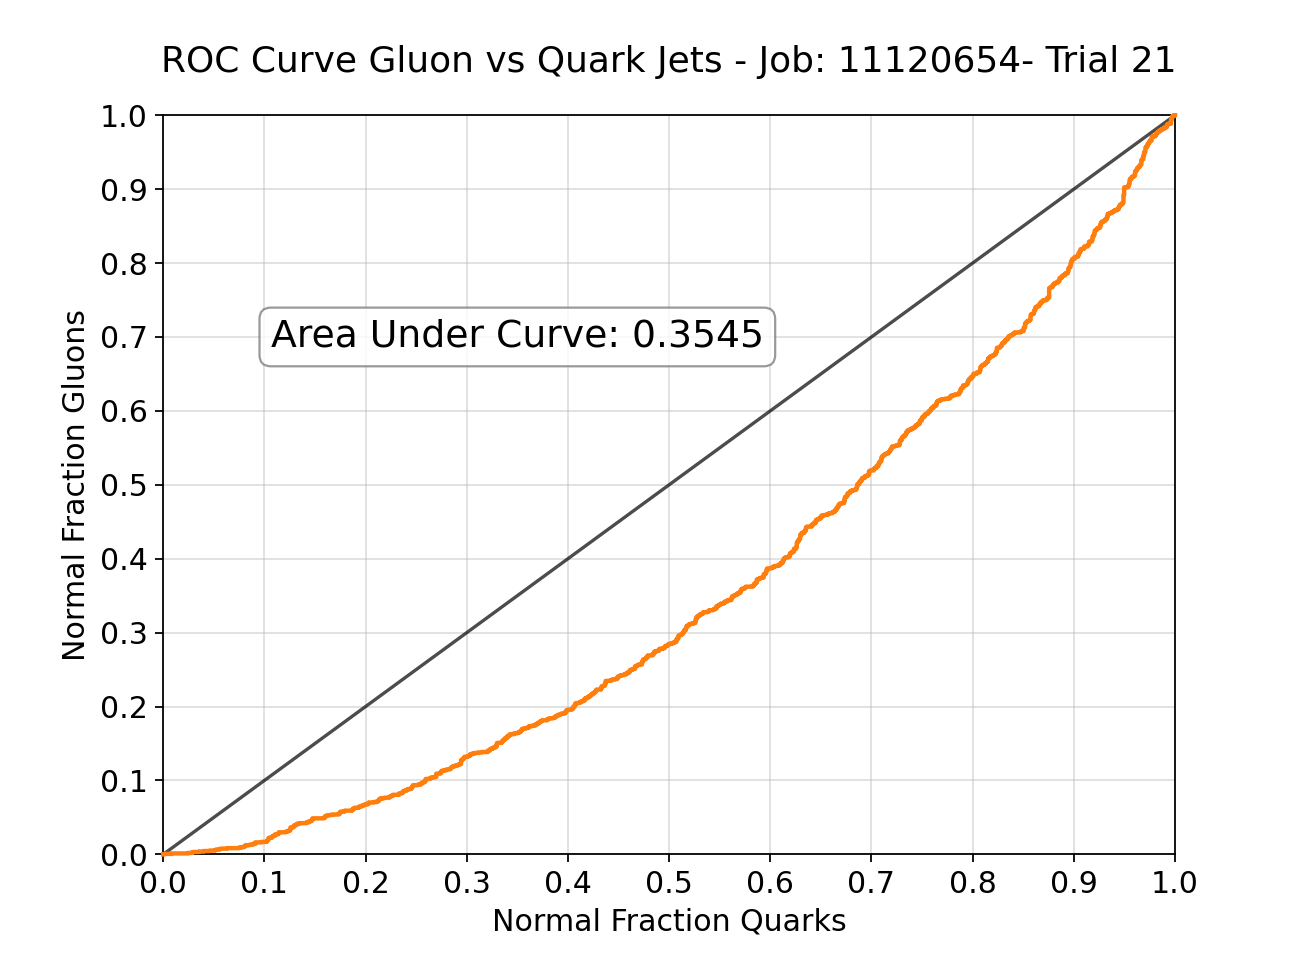 ROC Curve Gluon vs Quark Jets - Job: 11120654- Trial 21
1.0
0.9
0.8
0.7
0.6
0.5
0.4
0.3
0.2
0.1
0.0
Normal Fraction Gluons
Area Under Curve: 0.3545
0.0 0.1 0.2 0.3 0.4 0.5 0.6 0.7 0.8 0.9 1.0
Normal Fraction Quarks